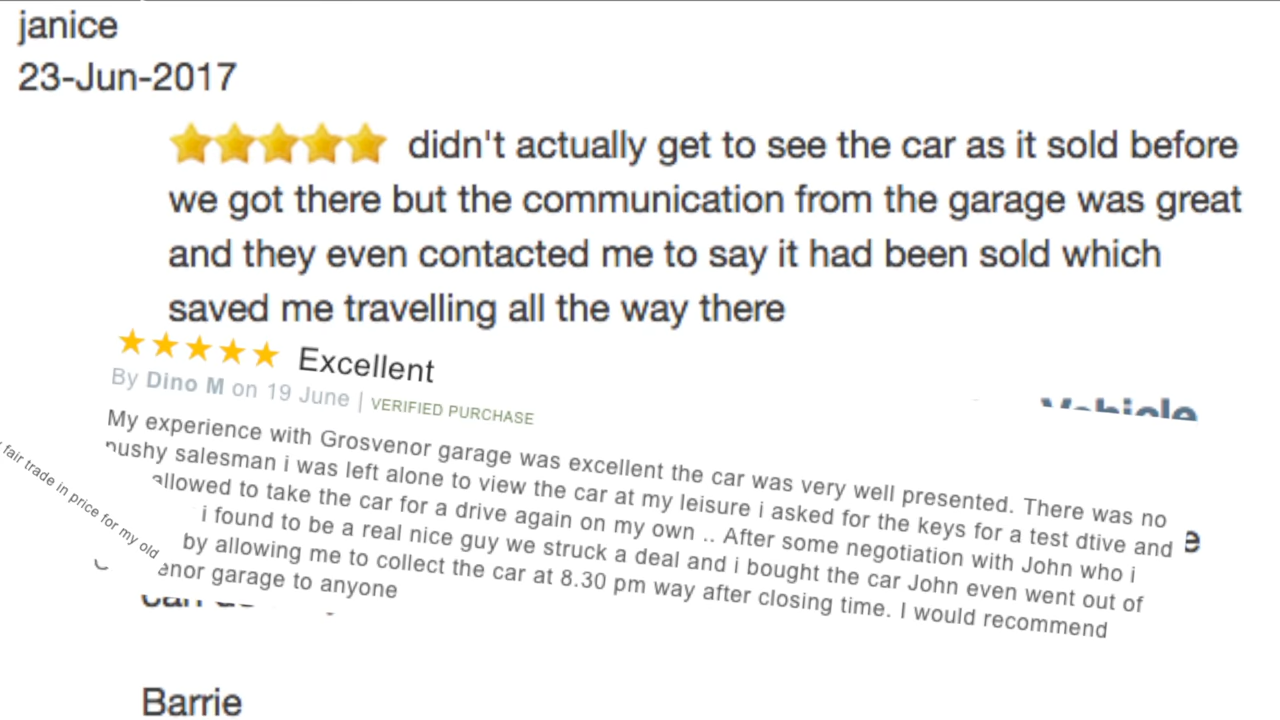 janice
23-Jun-2017
didn't actually get to see the car as it sold before
we got there but the communication from the garage was great
and they even contacted me to say it had been sold which
saved me travelling all the way there
Excellent
By Dino M on 19 June | VERIFIED PURCHASE
Vehicle
My experience with Grosvenor garage was excellent the car was very well presented. There was no
pushy salesman i was left alone to view the car at my leisure i asked for the keys for a test dtive and
allowed to take the car for a drive again on my own .. After some negotiation with John who i
i found to be a real nice guy we struck a deal and i bought the car John even went out of
by allowing me to collect the car at 8.30 pm way after closing time. I would recommend
enor garage to anyone
fair trade in price for my old
e
Barrie